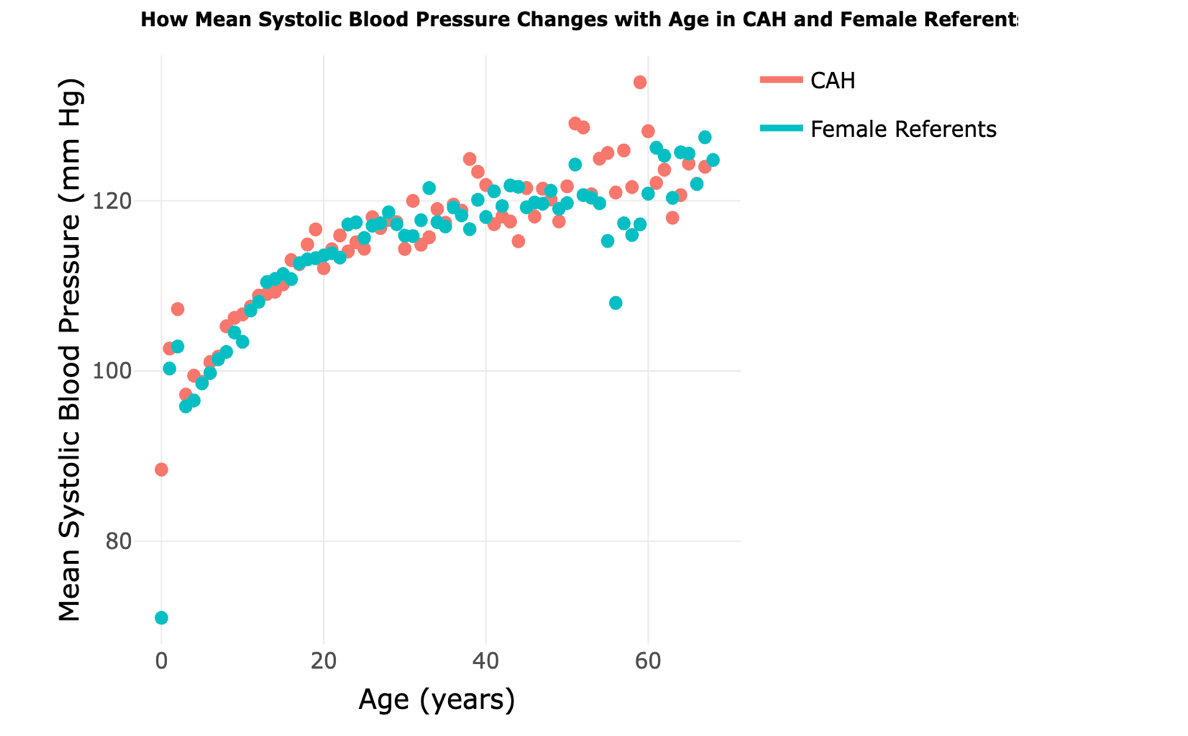 How Mean Systolic Blood Pressure Changes with Age in CAH and Female Referent
CAH
Female Referents
Mean Systolic Blood Pressure (mm Hg)
120
100
80
0 20 40 60
Age (years)